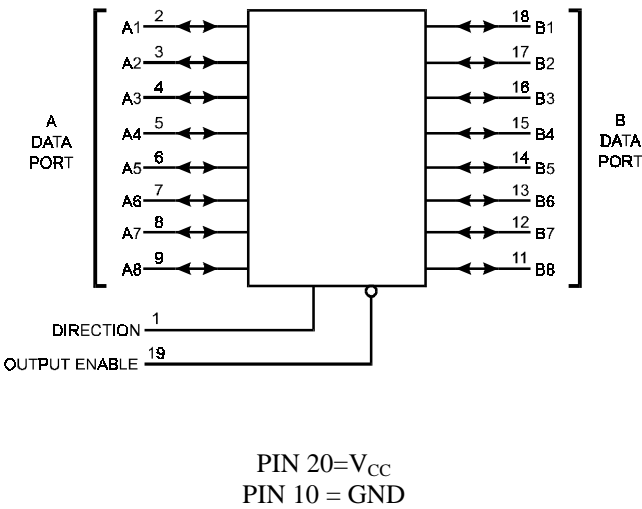 A1 2 18 B1
A2 3 17 B2
A3 4 16 B3
A4 5 15 B4
A5 6 14 B5
A6 7 13 B6
A7 8 12 B7
A8 9 11 B8
A
DATA
PORT
B
DATA
PORT
DIRECTION 1
OUTPUT ENABLE 19
PIN 20=VCC
PIN 10 = GND